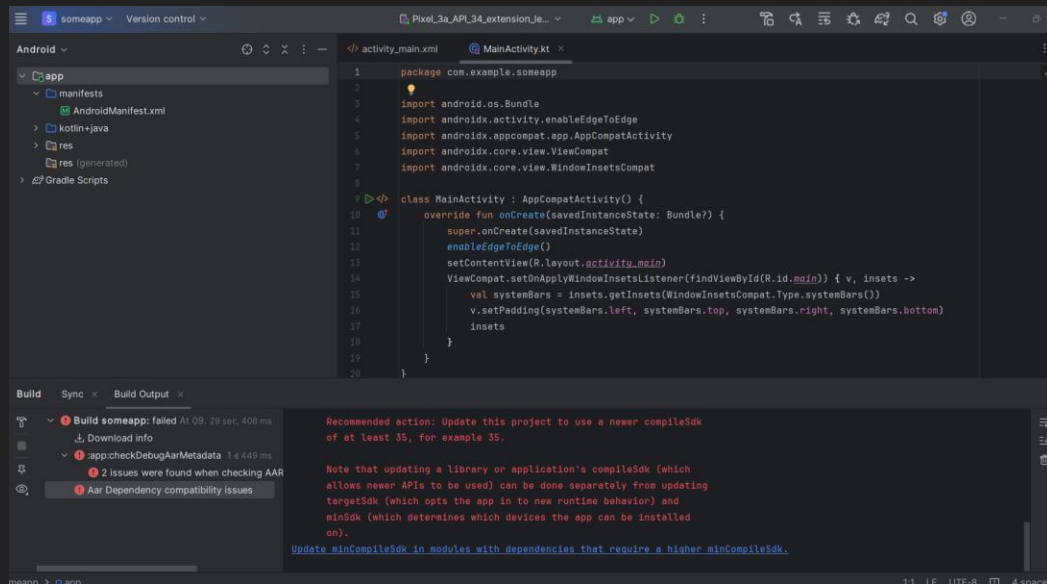 S someapp Version control
Pixel_3a_API_34_extension_le... app
Android
activity_main.xml MainActivity.kt
app
manifests
AndroidManifest.xml
kotlin+java
res
res (generated)
Gradle Scripts
1 package com.example.someapp
2
3 import android.os.Bundle
4 import androidx.activity.enableEdgeToEdge
5 import androidx.appcompat.app.AppCompatActivity
6 import androidx.core.view.ViewCompat
7 import androidx.core.view.WindowInsetsCompat
8
9 class MainActivity : AppCompatActivity() {
10 override fun onCreate(savedInstanceState: Bundle?) {
11 super.onCreate(savedInstanceState)
12 enableEdgeToEdge()
13 setContentView(R.layout.activity_main)
14 ViewCompat.setOnApplyWindowInsetsListener(findViewById(R.id.main)) { v, insets ->
15 val systemBars = insets.getInsets(WindowInsetsCompat.Type.systemBars())
16 v.setPadding(systemBars.left, systemBars.top, systemBars.right, systemBars.bottom)
17 insets
18 }
19 }
20 }
Build Sync Build Output
Build someapp: failed At 09. 29 sec, 408 ms
Download info
:app:checkDebugAarMetadata 449 ms
2 issues were found when checking AAR
Aar Dependency compatibility issues
Recommended action: Update this project to use a newer compileSdk
of at least 35, for example 35.
Note that updating a library or application's compileSdk (which
allows newer APIs to be used) can be done separately from updating
targetSdk (which opts the app in to new runtime behavior) and
minSdk (which determines which devices the app can be installed
on).
Update minCompileSdk in modules with dependencies that require a higher minCompileSdk.
app
1:1 LF UTF-8 4 space